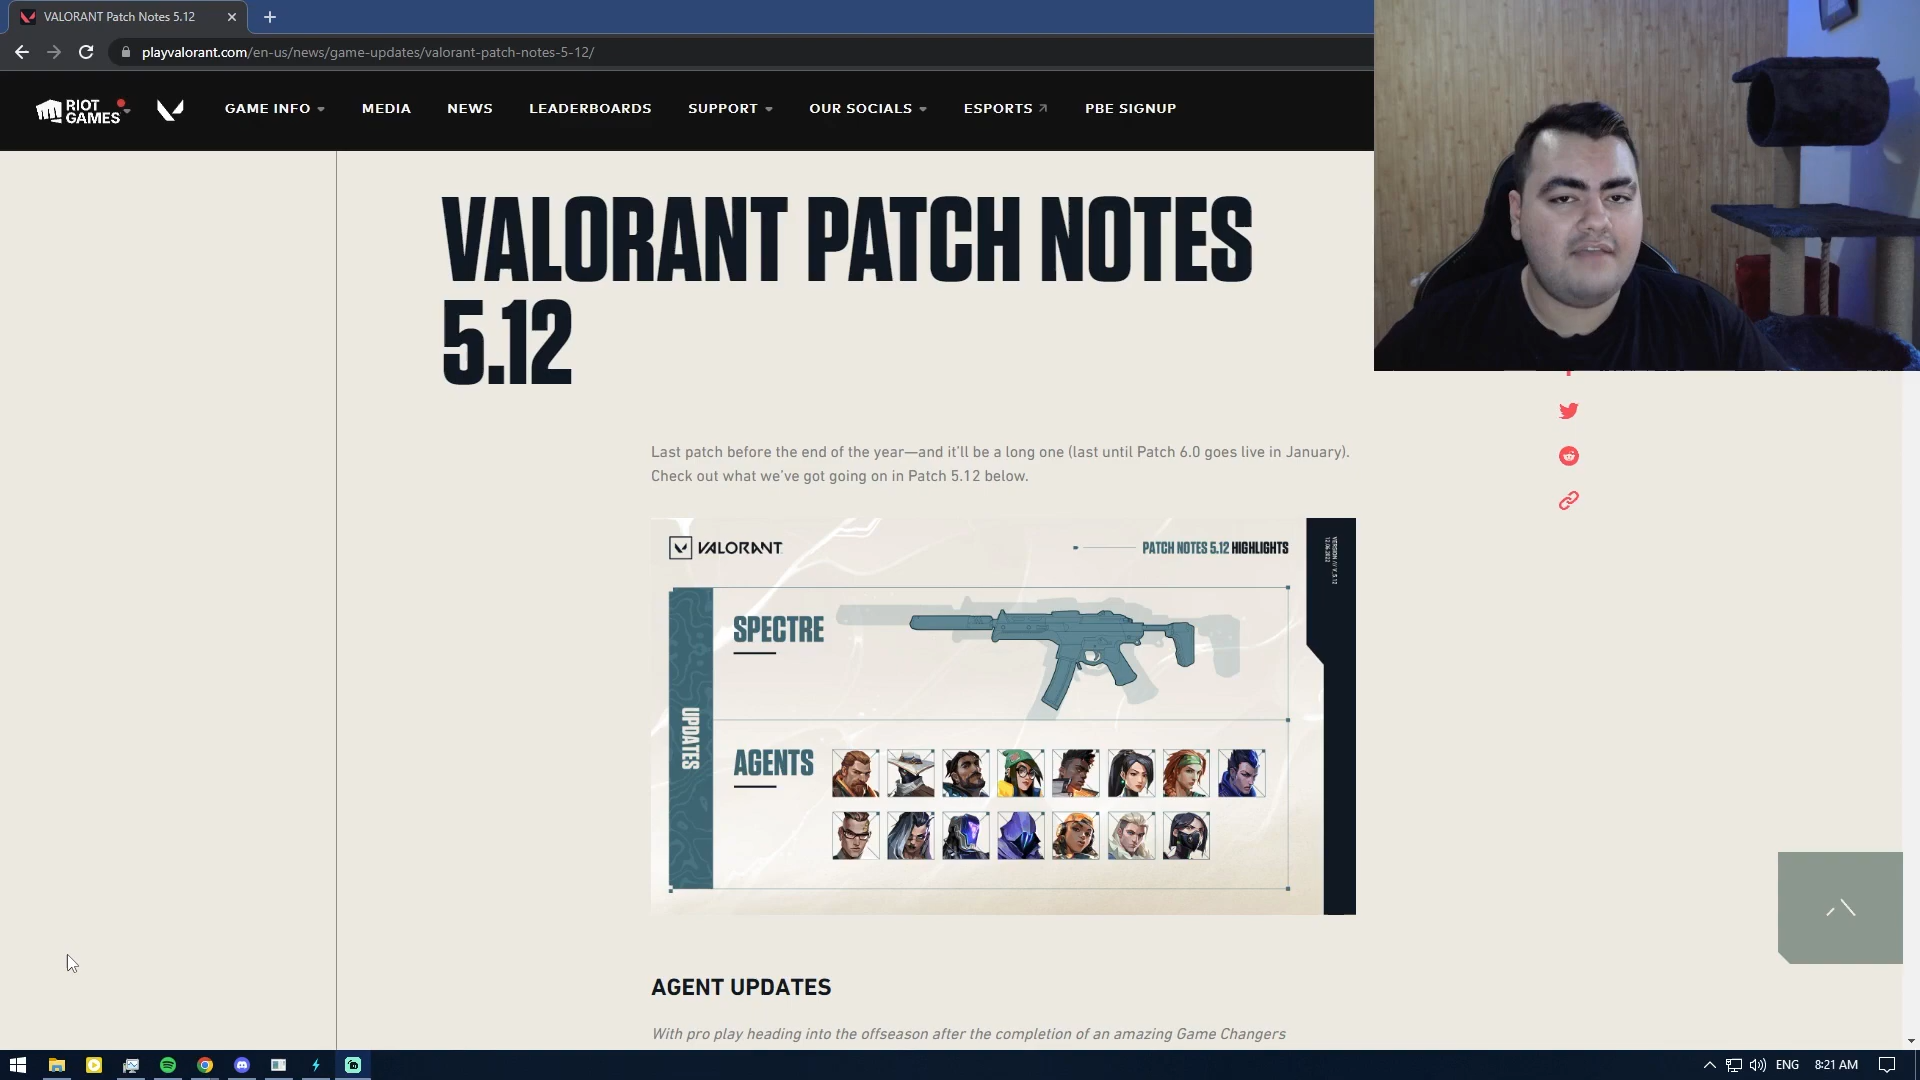 VALORANT Patch Notes 5.12
playvalorant.com/en-us/news/game-updates/valorant-patch-notes-5-12/
RIOT GAMES
GAME INFO
MEDIA
NEWS
LEADERBOARDS
SUPPORT
OUR SOCIALS
ESPORTS
PBE SIGNUP
VALORANT PATCH NOTES
5.12
Last patch before the end of the year—and it'll be a long one (last until Patch 6.0 goes live in January).
Check out what we've got going on in Patch 5.12 below.
VALORANT
PATCH NOTES 5.12 HIGHLIGHTS
UPDATES
SPECTRE
AGENTS
AGENT UPDATES
With pro play heading into the offseason after the completion of an amazing Game Changers
ENG
8:21 AM